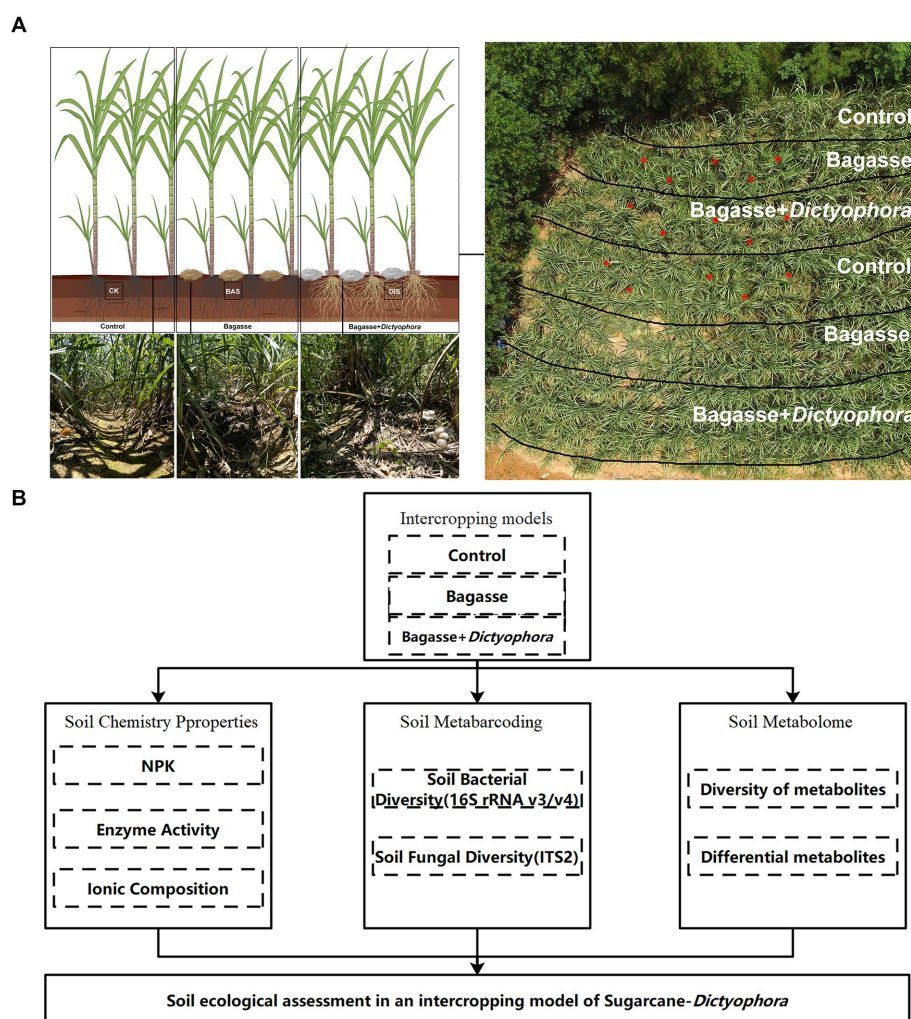 A
CK
BAS
DIS
Control
Bagasse
Bagasse+Dictyophora
Control
Bagasse
Bagasse+Dictyophora
Control
Bagasse
Bagasse+Dictyophora
B
Intercropping models
Control
Bagasse
Bagasse+Dictyophora
Soil Chemistry Pproperties
NPK
Enzyme Activity
Ionic Composition
Soil Metabarcoding
Soil Bacterial
Diversity(16S rRNA v3/v4)
Soil Fungal Diversity(ITS2)
Soil Metabolome
Diversity of metabolites
Differential metabolites
Soil ecological assessment in an intercropping model of Sugarcane-Dictyophora